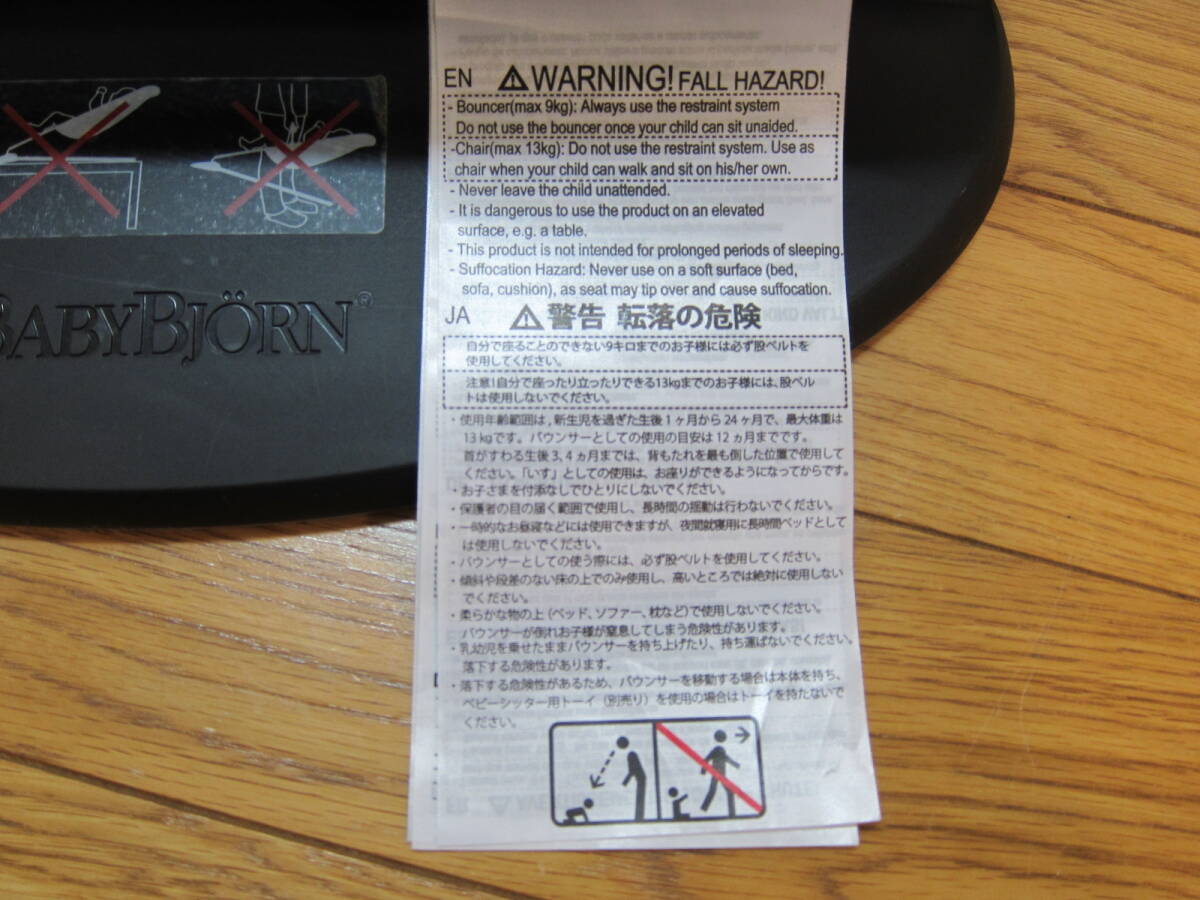 EN ⚠WARNING! FALL HAZARD!
- Bouncer(max 9kg): Always use the restraint system
Do not use the bouncer once your child can sit unaided.
-Chair(max 13kg): Do not use the restraint system. Use as
chair when your child can walk and sit on his/her own.
- Never leave the child unattended.
- It is dangerous to use the product on an elevated
surface, e.g. a table.
- This product is not intended for prolonged periods of sleeping.
- Suffocation Hazard: Never use on a soft surface (bed,
sofa, cushion), as seat may tip over and cause suffocation.
JA ⚠警告 転落の危険
自分で座ることのできない9キロまでのお子様には必ず股ベルトを
使用してください。
注意!自分で座ったり立ったりできる13kgまでのお子様には、股ベル
トは使用しないでください。
・使用年齢範囲は,新生児を過ぎた生後1ヶ月から24ヶ月で、最大体重は
13kgです。バウンサーとしての使用の目安は12ヵ月までです。
首がすわる生後3,4ヵ月までは、背もたれを最も倒した位置で使用して
ください。「いす」としての使用は、お座りができるようになってからです。
・お子さまを付添なしでひとりにしないでください。
・保護者の目の届く範囲で使用し、長時間の揺動は行わないでください。
・一時的なお昼寝などには使用できますが、夜間就寝用に長時間ベッドとして
は使用しないでください。
・バウンサーとしての使う際には、必ず股ベルトを使用してください。
・傾斜や段差のない床の上でのみ使用し、高いところでは絶対に使用しない
でください。
・柔らかな物の上(ベッド、ソファー、枕など)で使用しないでください。
バウンサーが倒れお子様が窒息してしまう危険性があります。
・乳幼児を乗せたままバウンサーを持ち上げたり、持ち運ばないでください。
落下する危険性があります。
・落下する危険性があるため、バウンサーを移動する場合は本体を持ち、
ベビーシッター用トーイ(別売り)を使用の場合はトーイを持たないで
ください。
BABYBJÖRN®